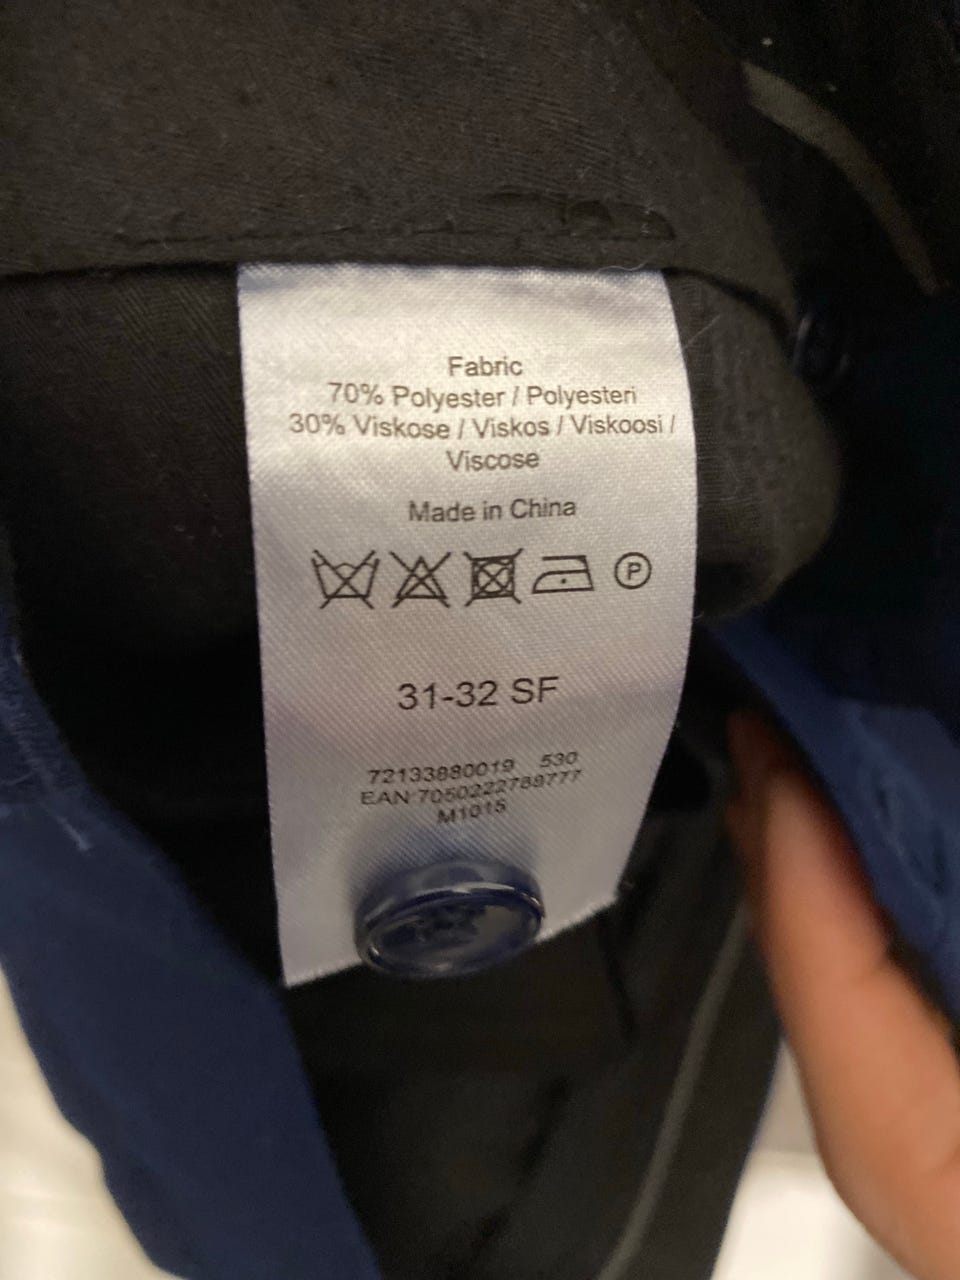 Fabric
70% Polyester / Polyesteri
30% Viskose / Viskos / Viskoosi /
Viscose
Made in China
P
31-32 SF
72133880019 530
EAN 7050222789777
M1015